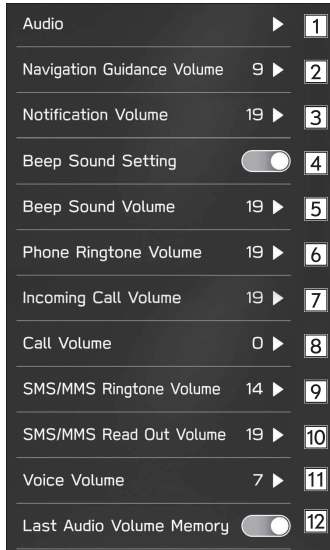 Audio ▶ 1
Navigation Guidance Volume 9 ▶ 2
Notification Volume 19 ▶ 3
Beep Sound Setting 4
Beep Sound Volume 19 ▶ 5
Phone Ringtone Volume 19 ▶ 6
Incoming Call Volume 19 ▶ 7
Call Volume 0 ▶ 8
SMS/MMS Ringtone Volume 14 ▶ 9
SMS/MMS Read Out Volume 19 ▶ 10
Voice Volume 7 ▶ 11
Last Audio Volume Memory 12